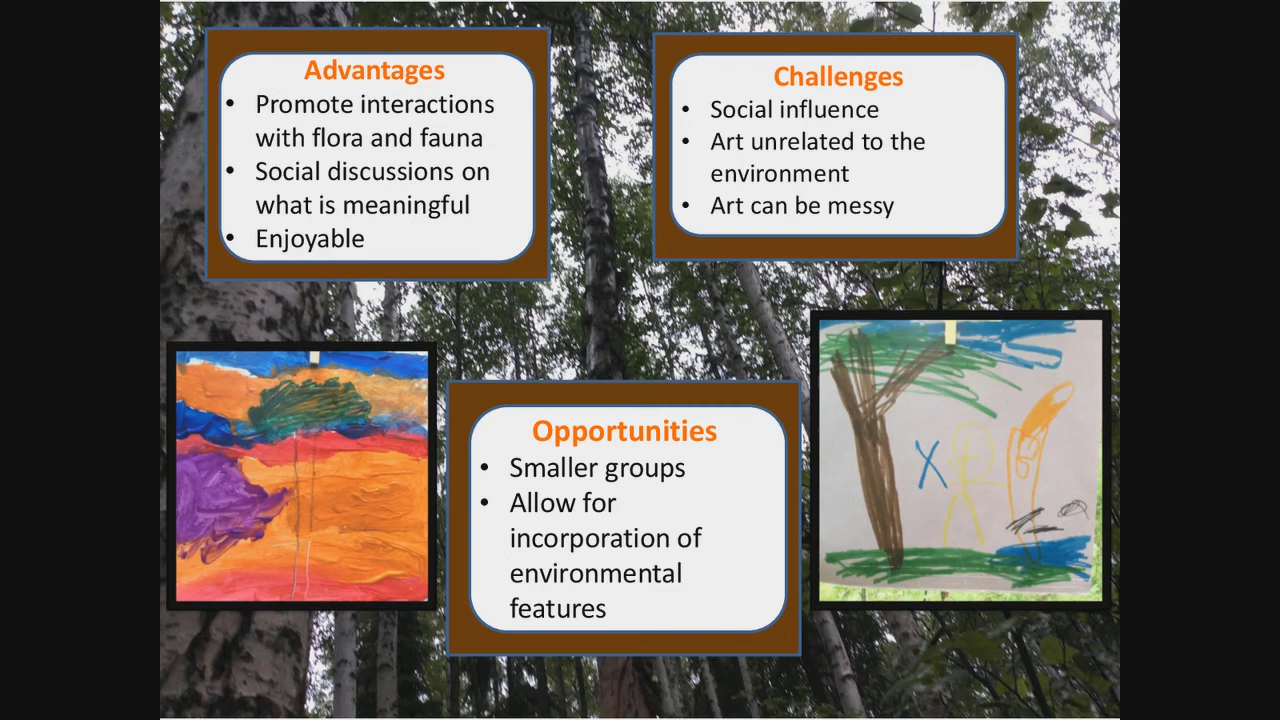 Advantages
• Promote interactions
with flora and fauna
• Social discussions on
what is meaningful
• Enjoyable
Challenges
• Social influence
• Art unrelated to the
environment
• Art can be messy
Opportunities
• Smaller groups
• Allow for
incorporation of
environmental
features